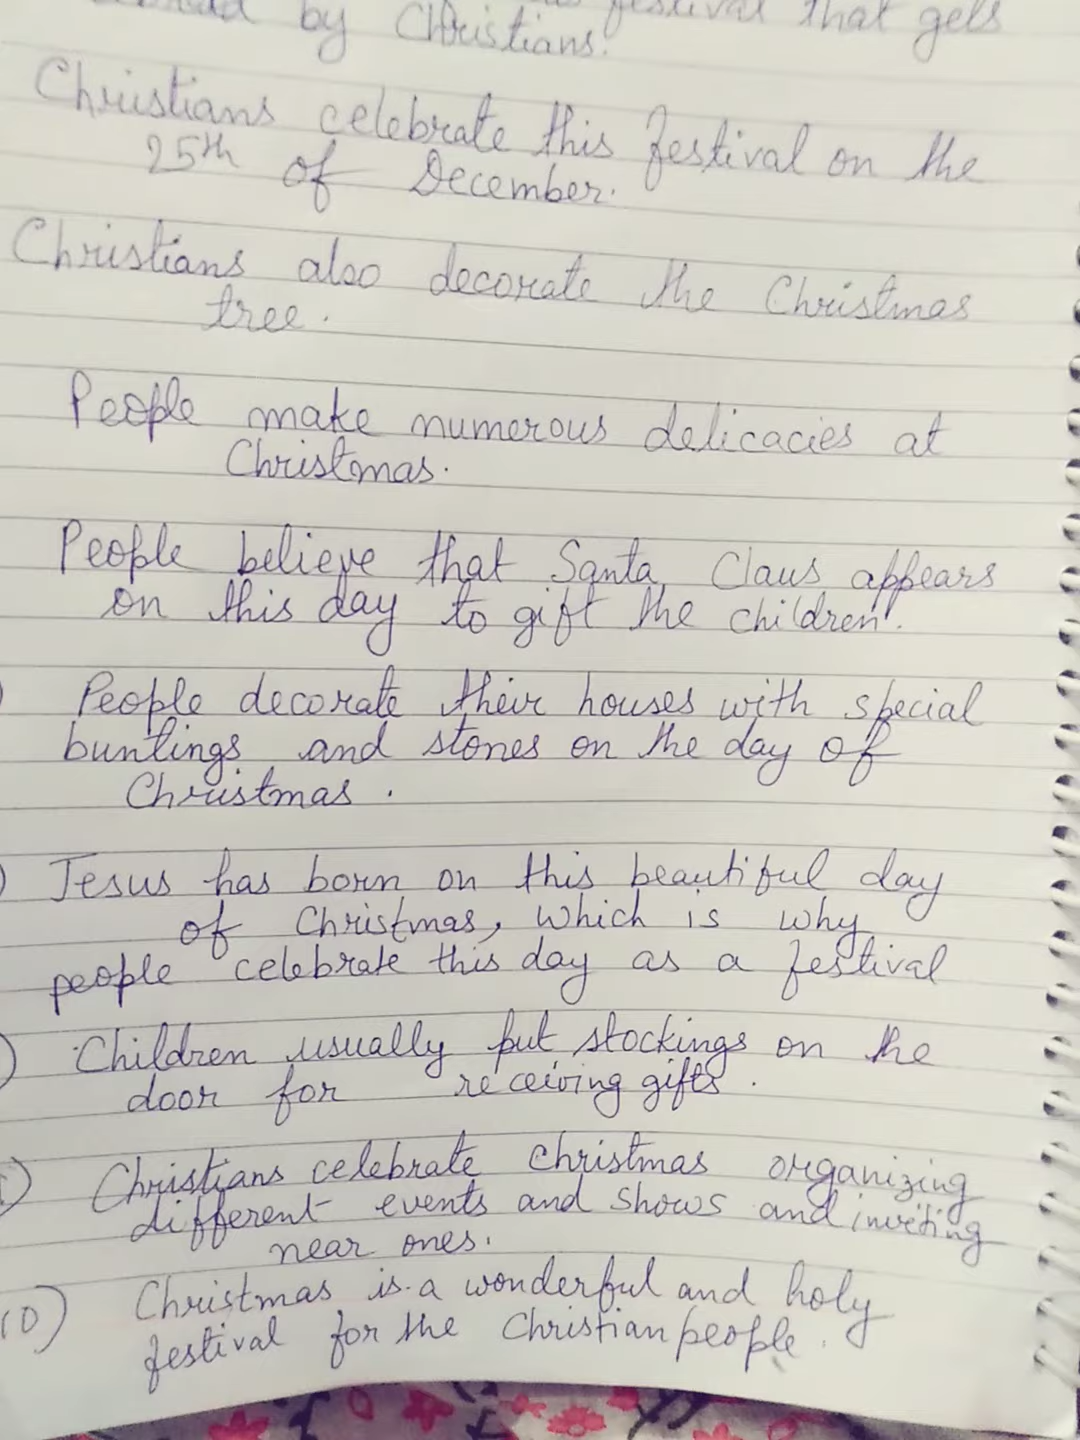 by Christians.
festival that gets
Christians celebrate this festival on the
25th of December.
Christians also decorate the Christmas
tree.
People make numerous delicacies at
Christmas.
People believe that Santa Claus appears
on this day to gift the children.
People decorate their houses with special
buntings and stones on the day of
Christmas.
Jesus has born on this beautiful day
of Christmas, which is why
people celebrate this day as a festival
Children usually put stockings on the
door for receiving gifts.
Christians celebrate christmas organizing
different events and shows and inviting
near ones.
10) Christmas is a wonderful and holy
festival for the Christian people.